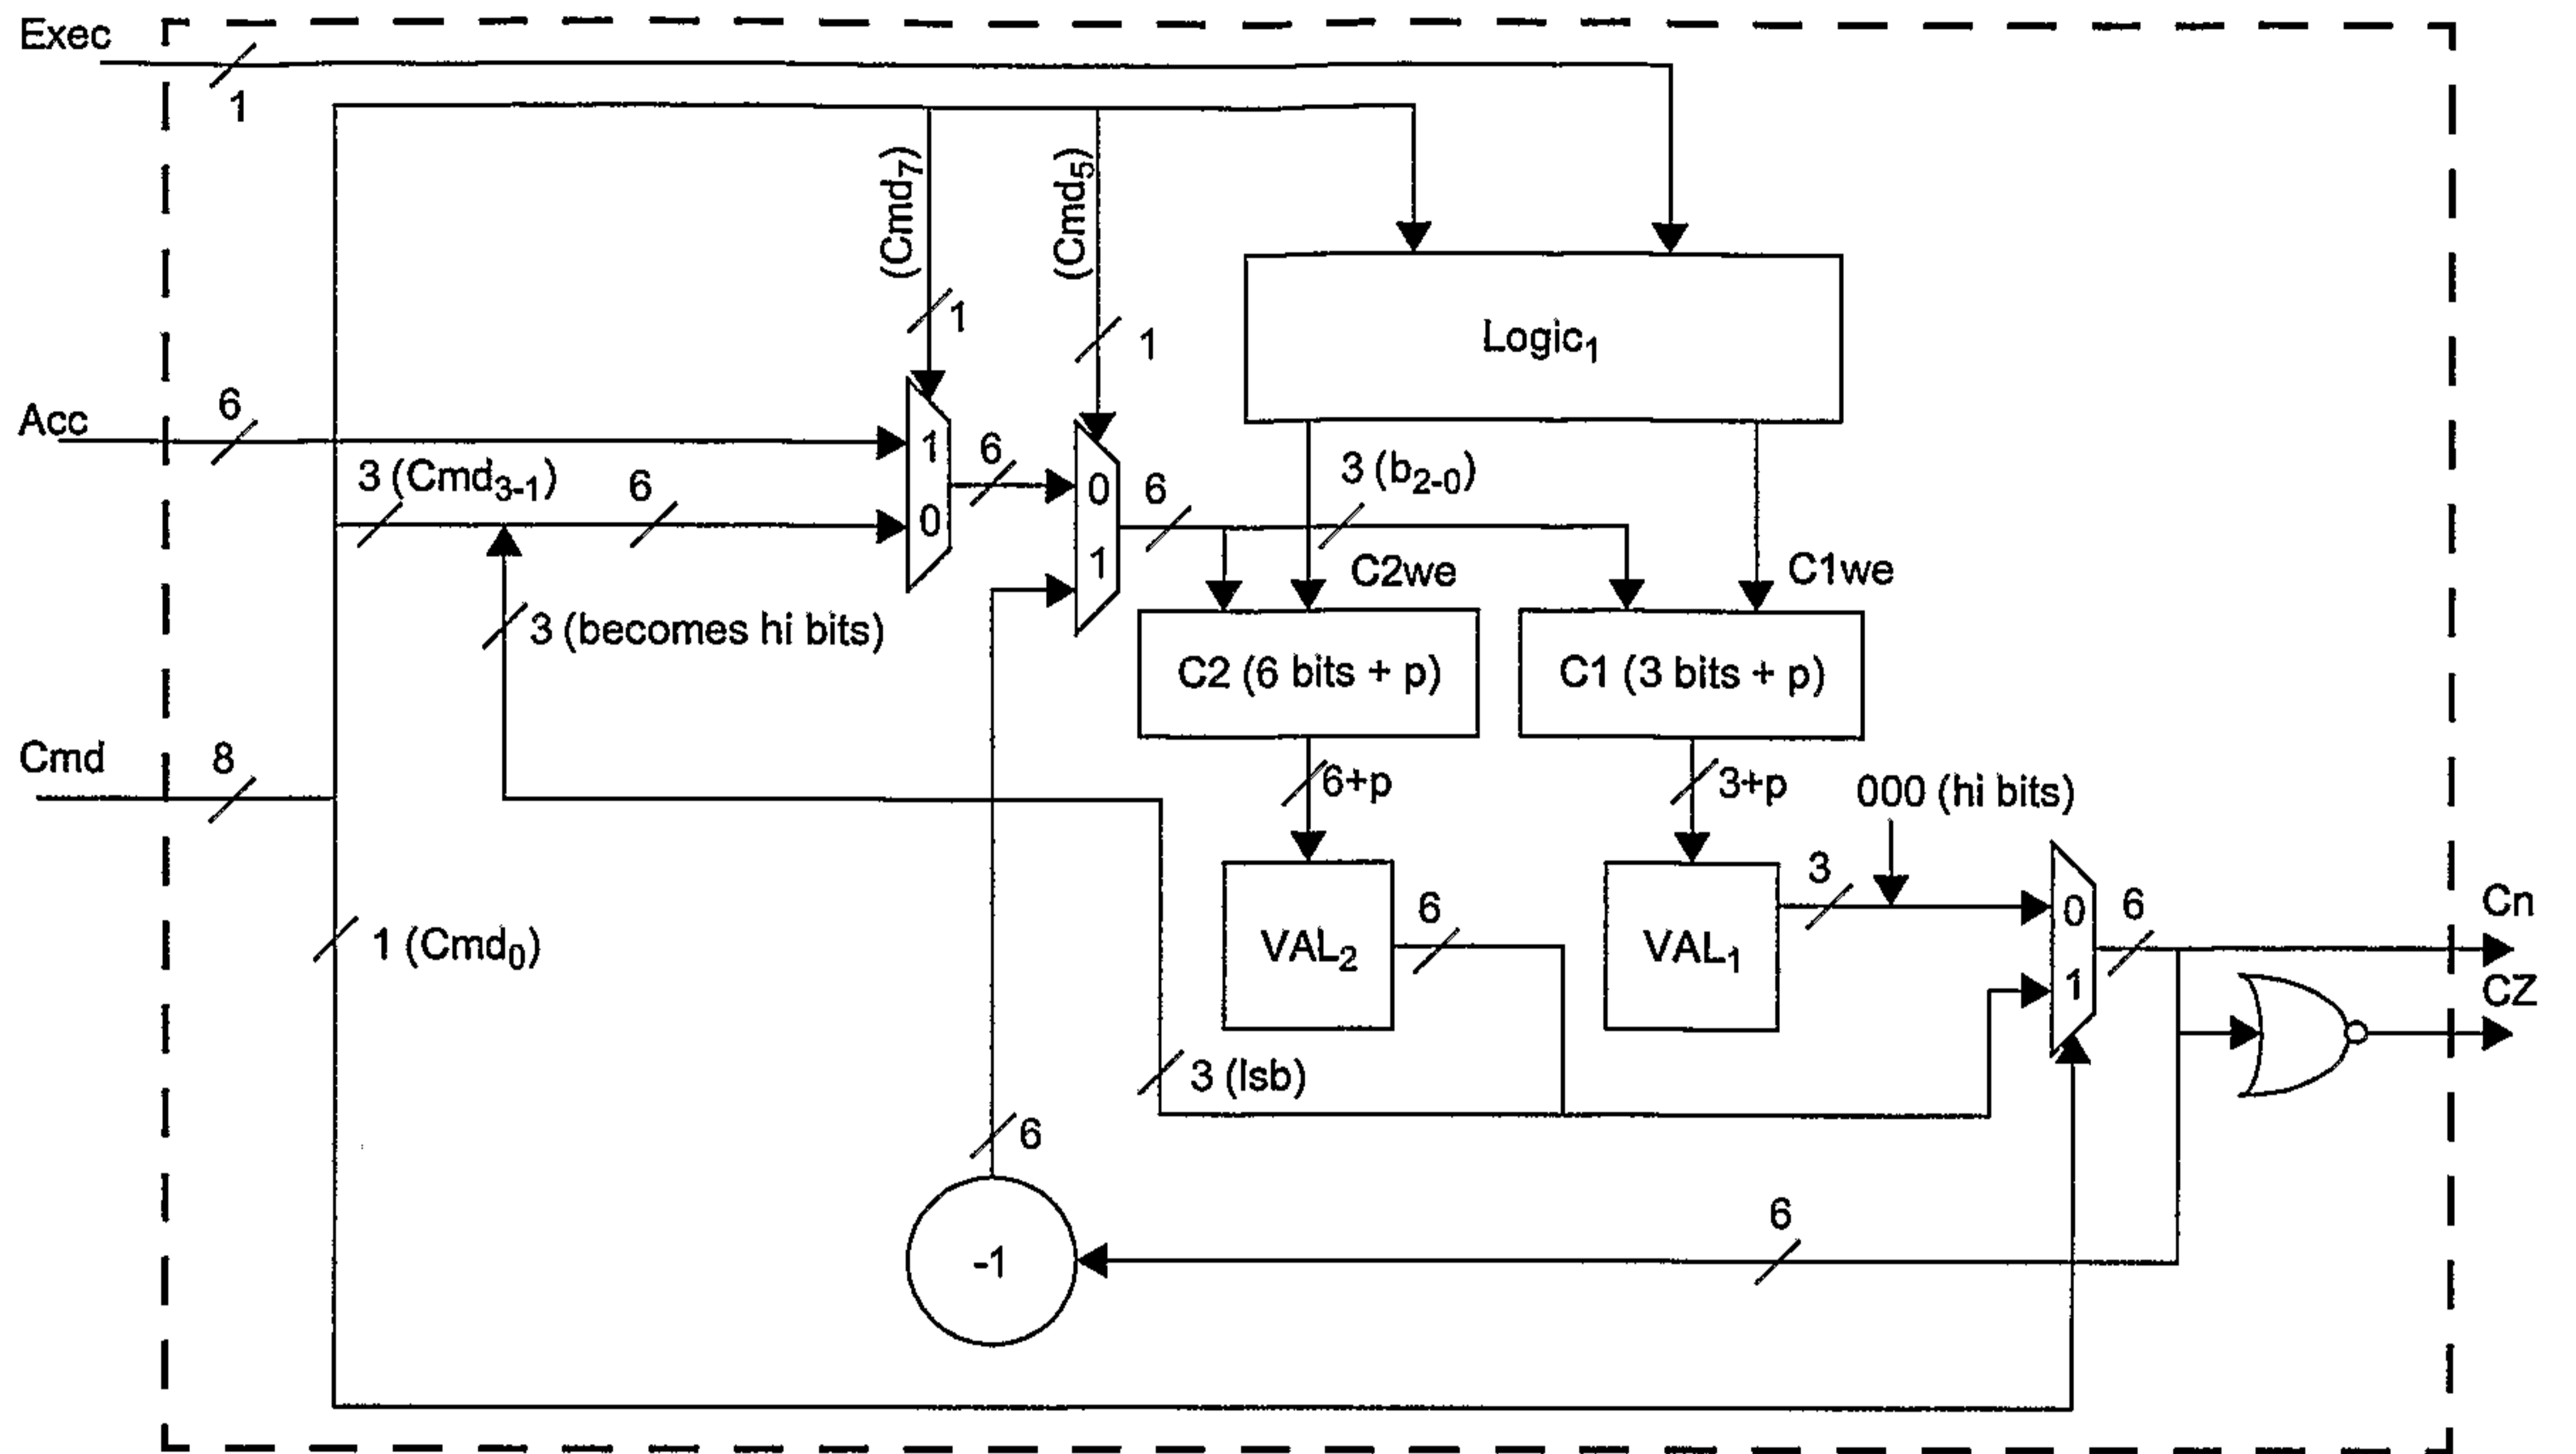 Exec
1
(Cmd₇)
(Cmd₅)
1
1
Logic₁
Acc
6
3 (Cmd₃₋₁)
6
1
0
6
0
1
6
3 (b₂₋₀)
C2we
C1we
3 (becomes hi bits)
C2 (6 bits + p)
C1 (3 bits + p)
Cmd
8
6+p
3+p
000 (hi bits)
1 (Cmd₀)
VAL₂
6
VAL₁
3
0
1
6
Cn
CZ
3 (lsb)
6
-1
6